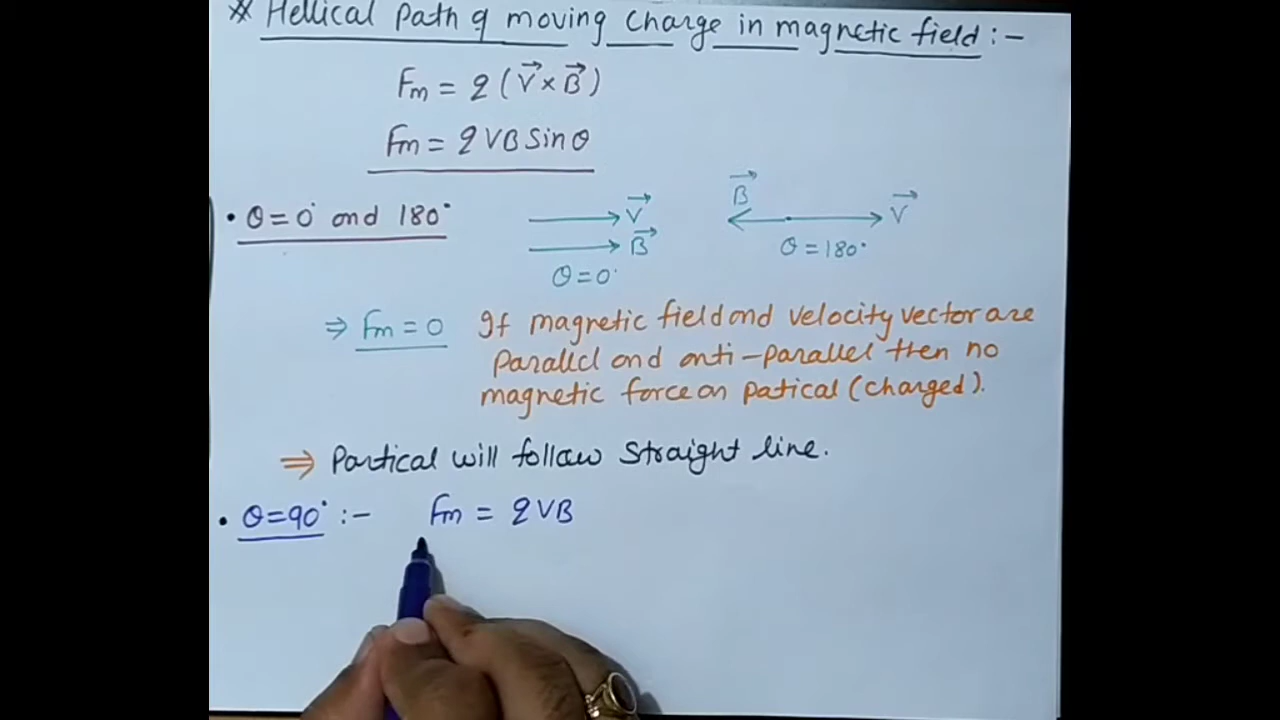 * Hellical Path of moving Charge in magnetic field :-
Fm = q (V⃗ × B⃗)
Fm = qVB Sinθ
• θ = 0° and 180°
V⃗
B⃗
θ = 0°
B⃗ V⃗
θ = 180°
⇒ Fm = 0 If magnetic field and velocity vector are
Parallel and anti-parallel then no
magnetic force on patical (charged).
⇒ Partical will follow Straight line.
• θ = 90° :- Fm = qVB